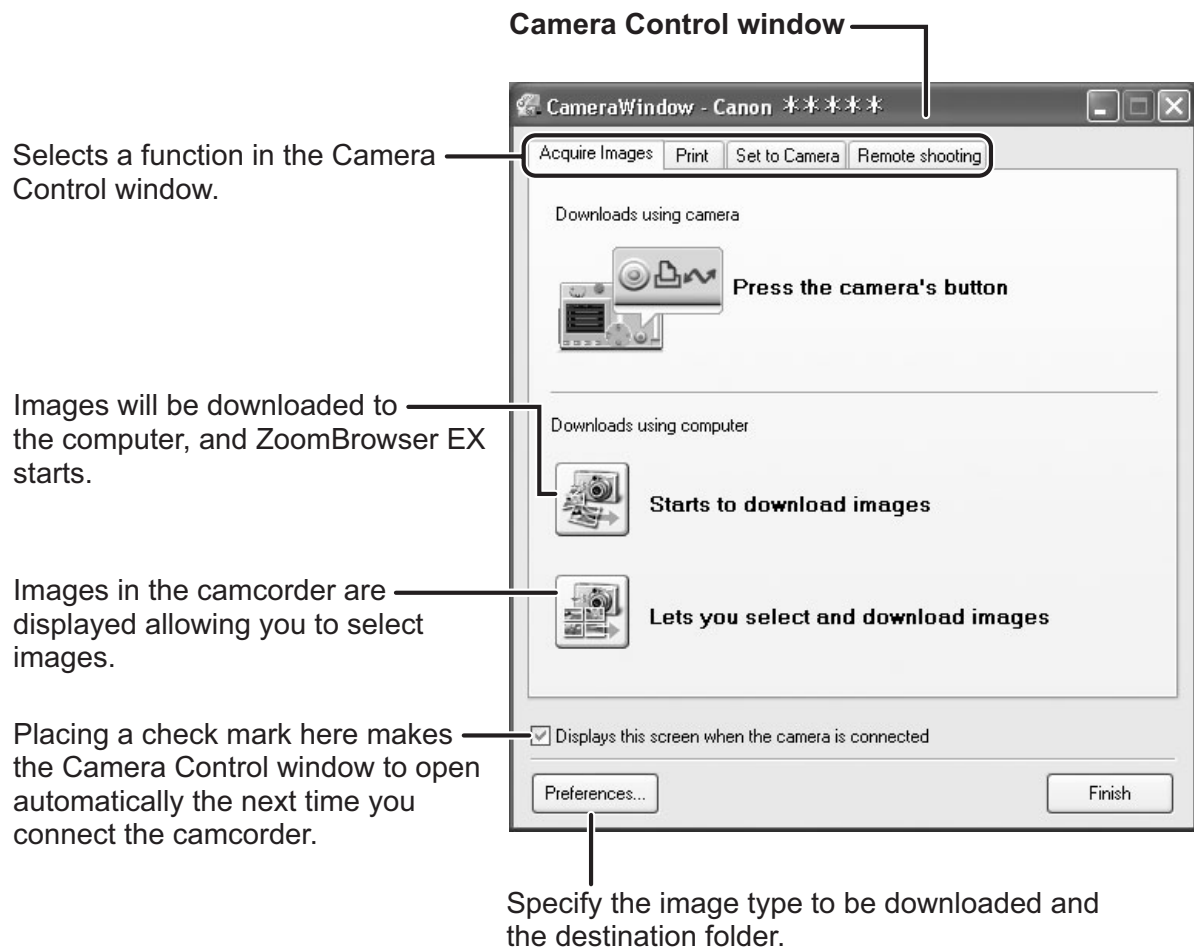 Camera Control window
CameraWindow - Canon *****
Selects a function in the Camera
Control window.
Acquire Images Print Set to Camera Remote shooting
Downloads using camera
Press the camera's button
Images will be downloaded to
the computer, and ZoomBrowser EX
starts.
Downloads using computer
Starts to download images
Images in the camcorder are
displayed allowing you to select
images.
Lets you select and download images
Placing a check mark here makes
the Camera Control window to open
automatically the next time you
connect the camcorder.
Displays this screen when the camera is connected
Preferences... Finish
Specify the image type to be downloaded and
the destination folder.